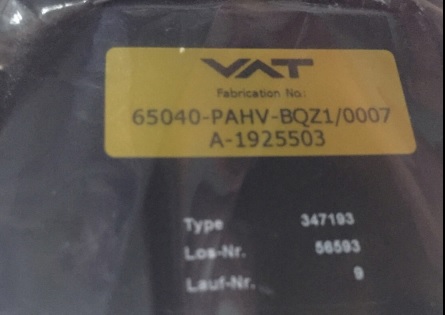 VAT
Fabrication No:
65040-PAHV-BQZ1/0007
A-1925503
Type 347193
Los-Nr. 56593
Lauf-Nr. 9